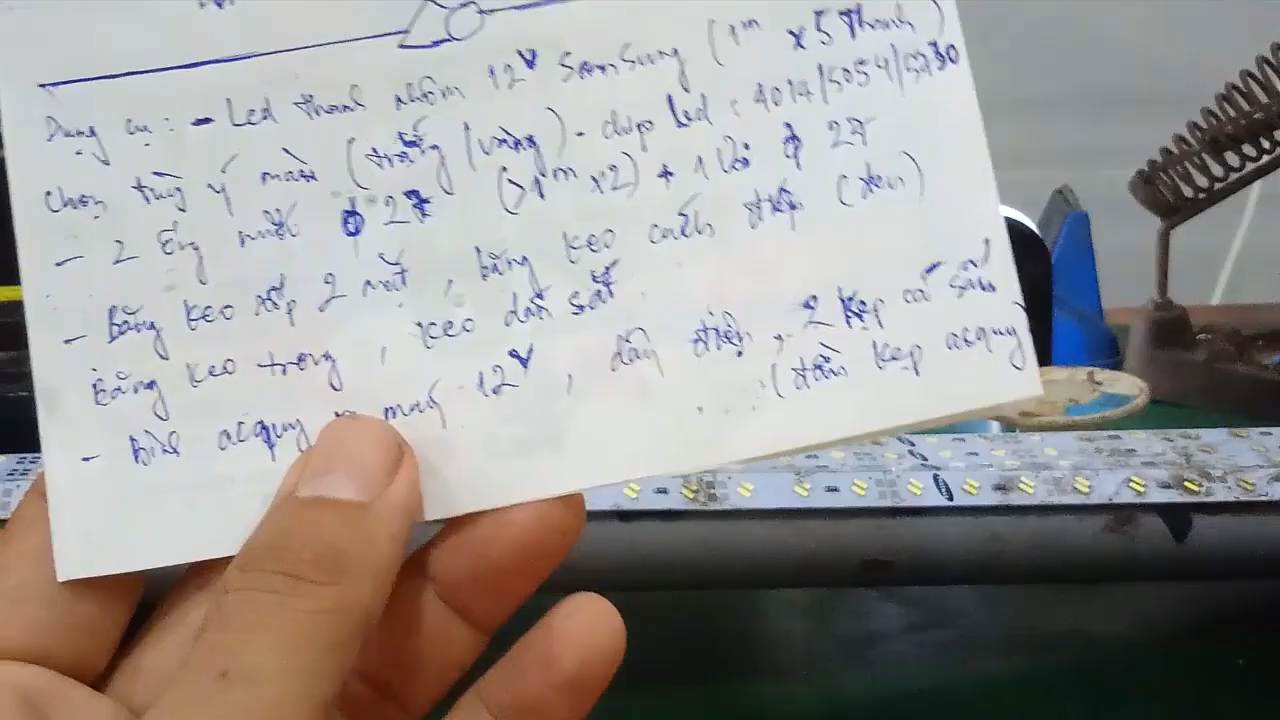 Dụng cụ: - Led thanh nhôm 12V SamSung (1m x 5 Thanh)
chọn tùy ý màu (trắng / vàng) - chip led: 4014/5054/5730
- 2 ống nước ϕ 27 (>1m x2) + 1 lõi ϕ 27
- Băng keo xốp 2 mặt, băng keo cách điện (đen)
Băng keo trong, keo dán sắt
- Bình acquy 12V, dây điện, 2 kẹp cá sấu
(đầu kẹp acquy)